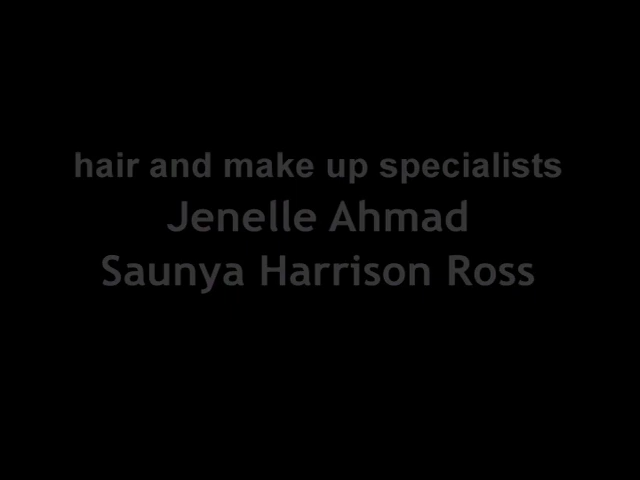 hair and make up specialists
Jenelle Ahmad
Saunya Harrison Ross